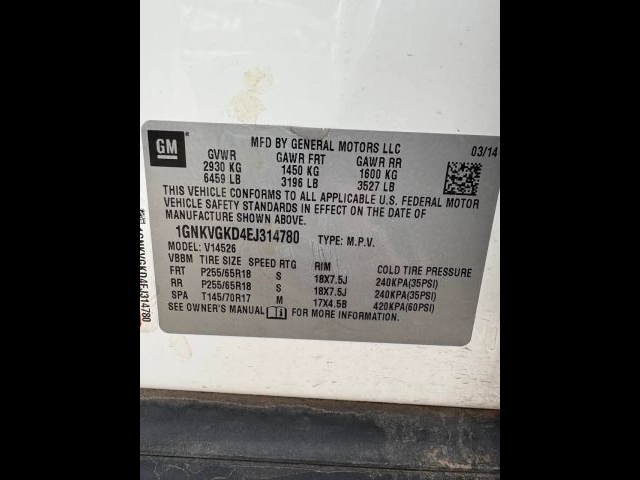 GM
MFD BY GENERAL MOTORS LLC
03/14
GVWR GAWR FRT GAWR RR
2930 KG 1450 KG 1600 KG
6459 LB 3196 LB 3527 LB
THIS VEHICLE CONFORMS TO ALL APPLICABLE U.S. FEDERAL MOTOR
VEHICLE SAFETY STANDARDS IN EFFECT ON THE DATE OF
MANUFACTURE SHOWN ABOVE.
1GNKVGKD4EJ314780 TYPE: M.P.V.
MODEL: V14526
VBBM TIRE SIZE SPEED RTG RIM COLD TIRE PRESSURE
FRT P255/65R18 S 18X7.5J 240KPA(35PSI)
RR P255/65R18 S 18X7.5J 240KPA(35PSI)
SPA T145/70R17 M 17X4.5B 420KPA(60PSI)
SEE OWNER'S MANUAL
1GNKVGKD4EJ314780